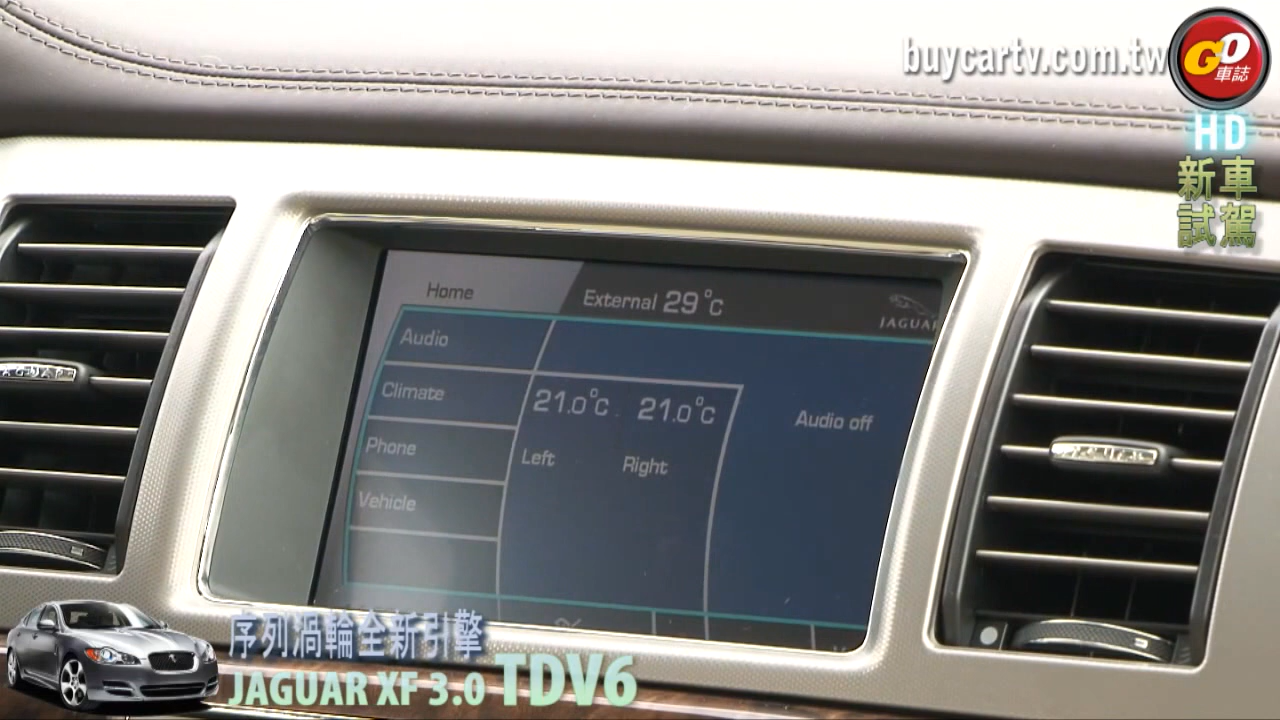 buycartv.com.tw
GO
車誌
HD
新車
試駕
Home
External 29°C
JAGUAR
Audio
Climate
Phone
Vehicle
21.0°C 21.0°C
Left Right
Audio off
JAGUAR
序列渦輪全新引擎
JAGUAR XF 3.0 TDV6